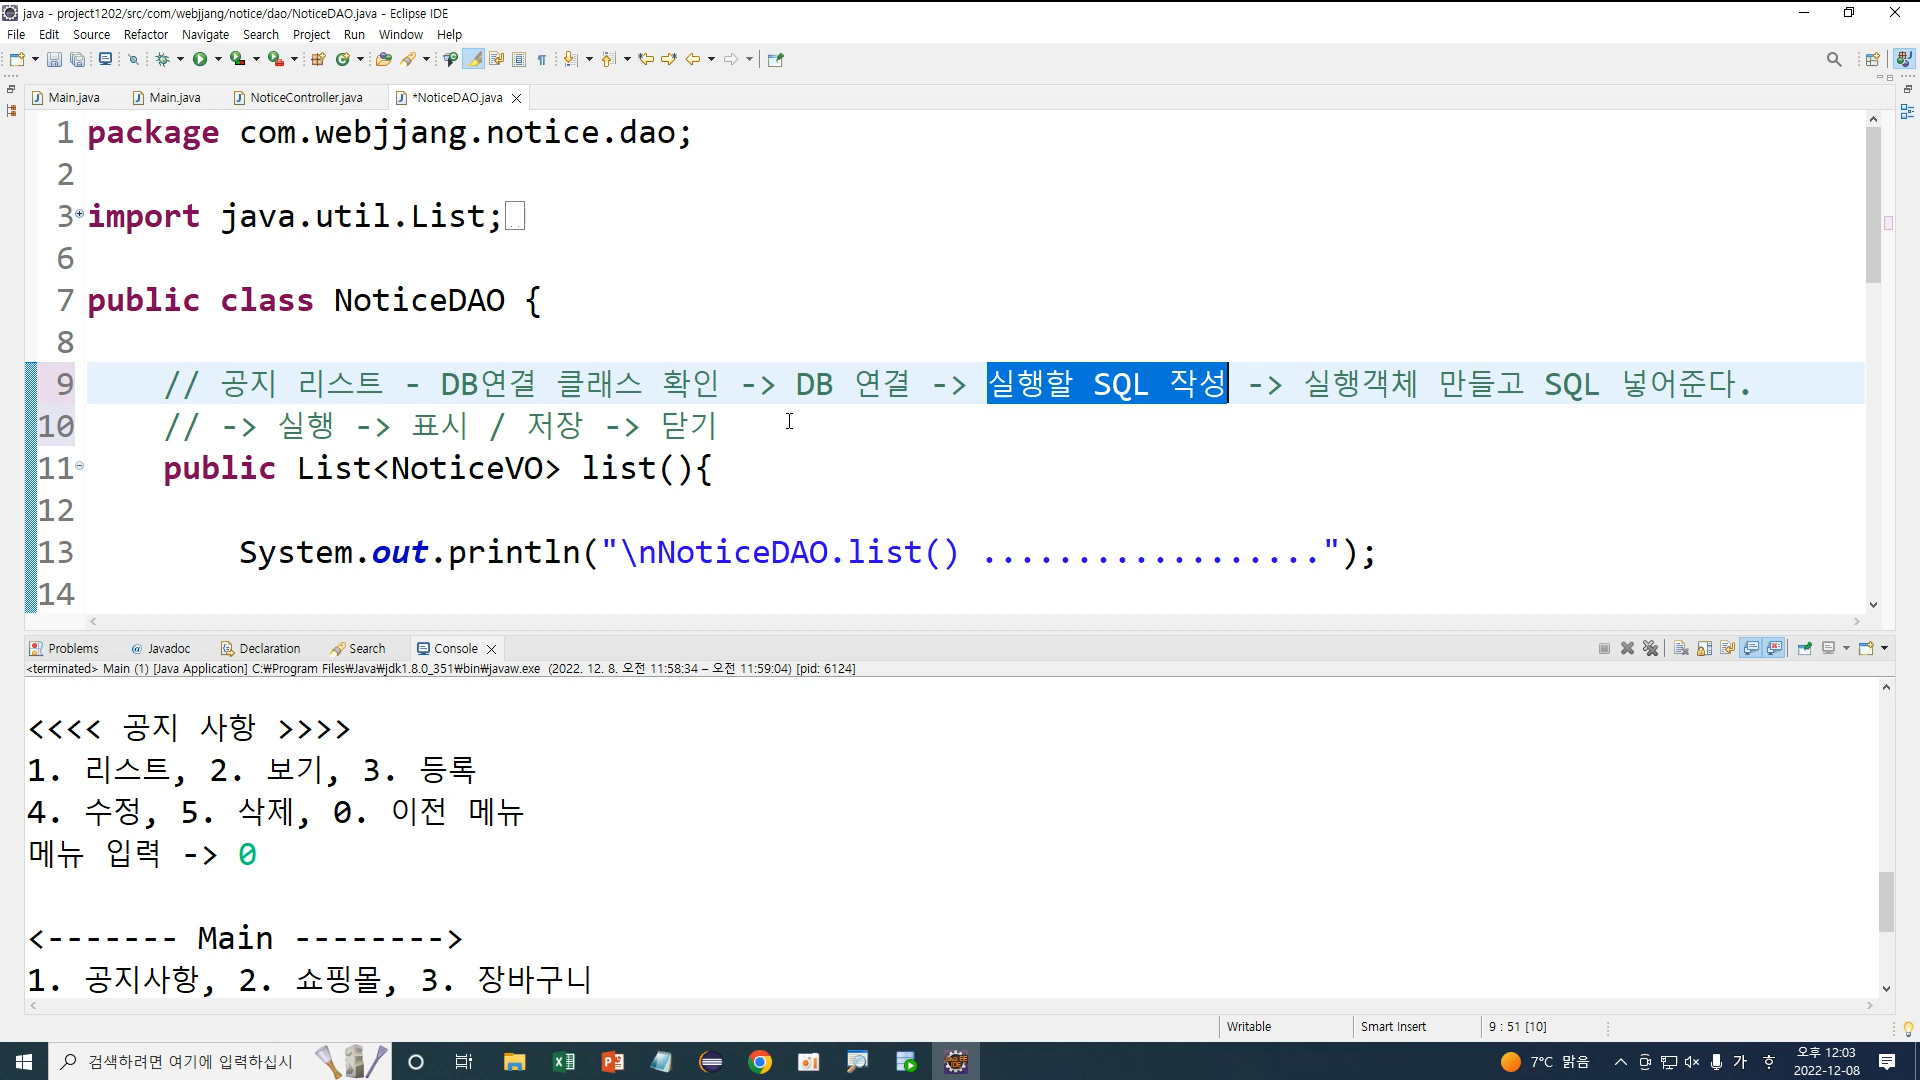 java - project1202/src/com/webjjang/notice/dao/NoticeDAO.java - Eclipse IDE
File Edit Source Refactor Navigate Search Project Run Window Help
Main.java Main.java NoticeController.java *NoticeDAO.java
1 package com.webjjang.notice.dao;
2
3 import java.util.List;
6
7 public class NoticeDAO {
8
9 // 공지 리스트 - DB연결 클래스 확인 -> DB 연결 -> 실행할 SQL 작성 -> 실행객체 만들고 SQL 넣어준다.
10 // -> 실행 -> 표시 / 저장 -> 닫기
11 public List<NoticeVO> list(){
12
13 System.out.println("\nNoticeDAO.list() ..................");
14
Problems Javadoc Declaration Search Console
<terminated> Main (1) [Java Application] C:₩Program Files₩Java₩jdk1.8.0_351₩bin₩javaw.exe (2022. 12. 8. 오전 11:58:34 – 오전 11:59:04) [pid: 6124]
<<<< 공지 사항 >>>>
1. 리스트, 2. 보기, 3. 등록
4. 수정, 5. 삭제, 0. 이전 메뉴
메뉴 입력 -> 0
<------- Main -------->
1. 공지사항, 2. 쇼핑몰, 3. 장바구니
Writable Smart Insert 9 : 51 [10]
검색하려면 여기에 입력하십시 7°C 맑음 가 후 오후 12:03
2022-12-08